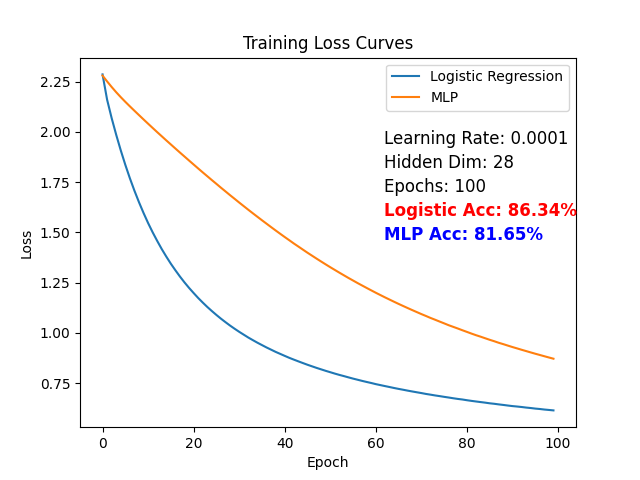 Training Loss Curves
Logistic Regression
MLP
Learning Rate: 0.0001
Hidden Dim: 28
Epochs: 100
Logistic Acc: 86.34%
MLP Acc: 81.65%
Loss
2.25
2.00
1.75
1.50
1.25
1.00
0.75
0 20 40 60 80 100
Epoch